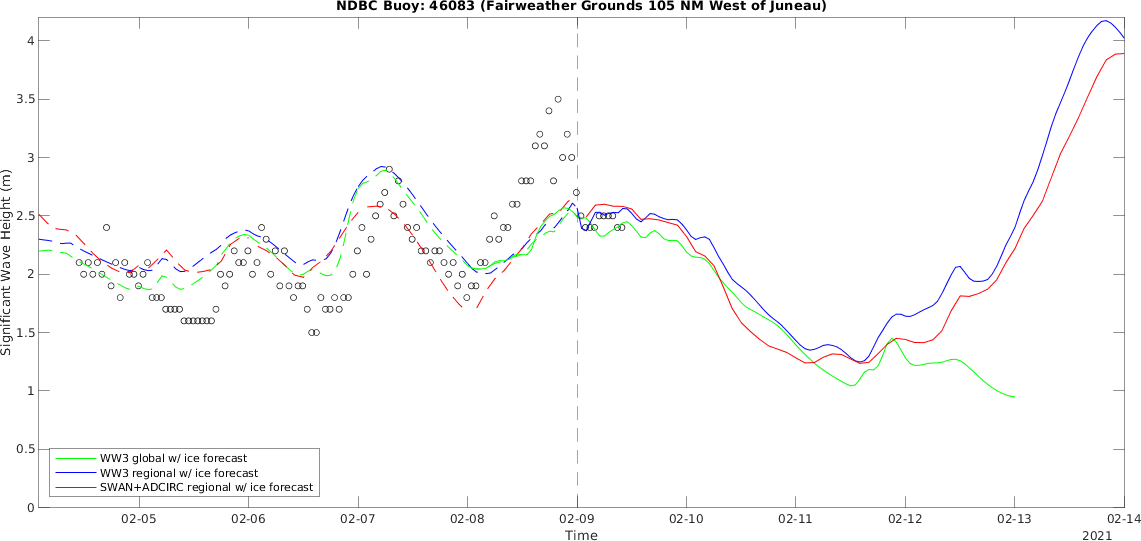 NDBC Buoy: 46083 (Fairweather Grounds 105 NM West of Juneau)
Significant Wave Height (m)
4
3.5
3
2.5
2
1.5
1
0.5
0
WW3 global w/ ice forecast
WW3 regional w/ ice forecast
SWAN+ADCIRC regional w/ ice forecast
02-05 02-06 02-07 02-08 02-09 02-10 02-11 02-12 02-13 02-14
Time
2021